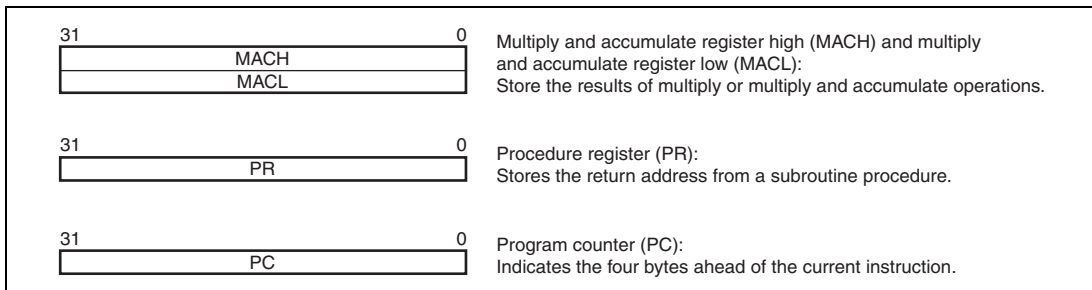 31 0
MACH
MACL
Multiply and accumulate register high (MACH) and multiply
and accumulate register low (MACL):
Store the results of multiply or multiply and accumulate operations.
31 0
PR
Procedure register (PR):
Stores the return address from a subroutine procedure.
31 0
PC
Program counter (PC):
Indicates the four bytes ahead of the current instruction.